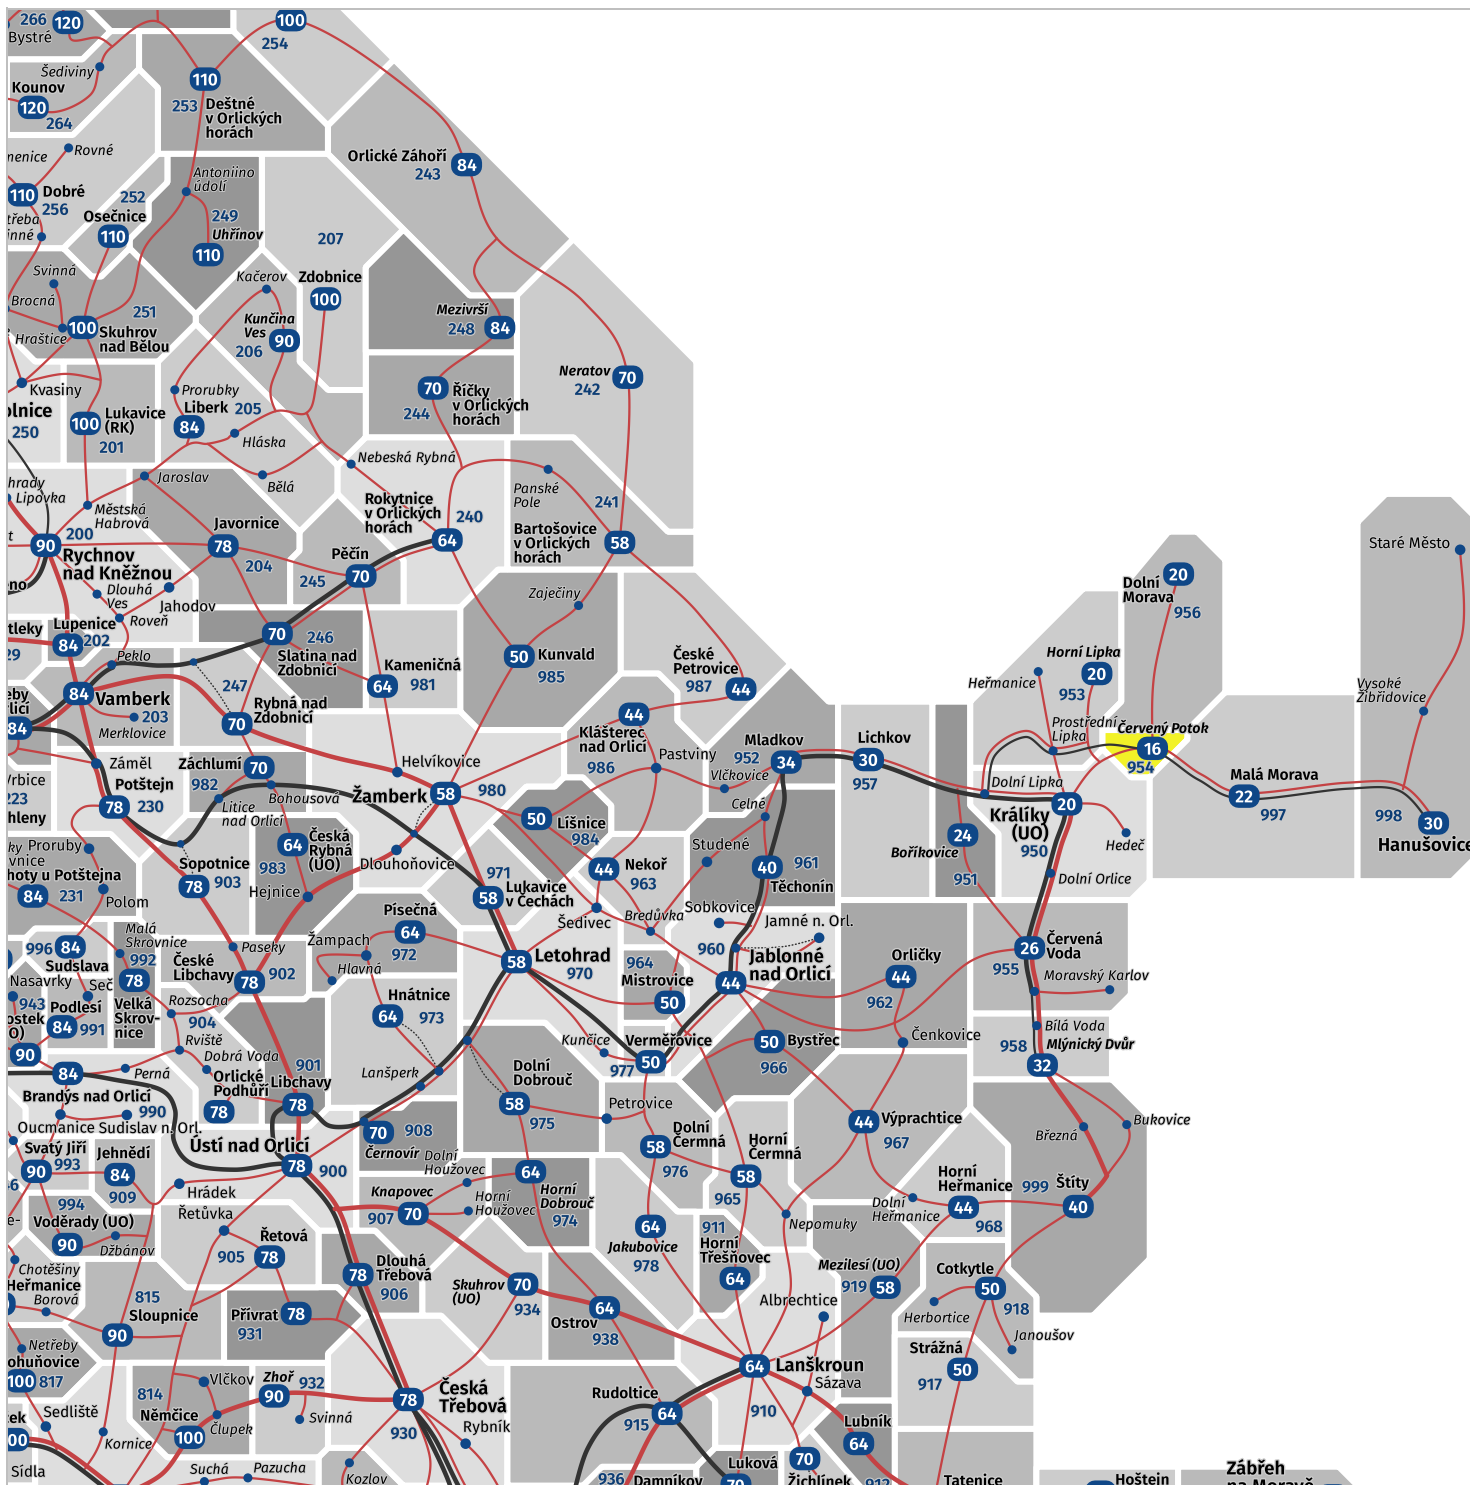 266
120
Bystré
100
254
Šediviny
Kounov
120
264
110
253
Deštné
v Orlických
horách
Rovné
menice
110
Dobré
256
252
Osečnice
110
Antoniino
údolí
249
Uhřínov
110
207
Orlické Záhoří
243
84
Svinná
Brocná
Hraštice
251
100
Skuhrov
nad Bělou
Kačerov
Kunčina
Ves
206
90
Zdobnice
100
Mezivrší
248
84
Neratov
242
70
70
Říčky
v Orlických
horách
244
Kvasiny
olnice
250
100
Lukavice
(RK)
201
Prorubky
Liberk
205
84
Hláska
Bělá
Jaroslav
Nebeská Rybná
hrady
Lipovka
Městská
Habrová
200
90
Rychnov
nad Kněžnou
Javornice
78
204
Rokytnice
v Orlických
horách
240
64
Panské
Pole
241
Bartošovice
v Orlických
horách
58
Pěčín
245
70
Dlouhá
Ves
Jahodov
Roveň
Zaječiny
Staré Město
Dolní
Morava
20
956
tleky
29
Lupenice
84
202
Peklo
70
246
Slatina nad
Zdobnicí
Kameničná
64
981
50
Kunvald
985
České
Petrovice
987
44
Horní Lipka
20
953
Heřmanice
Vysoké
Žibřidovice
84
Vamberk
203
Merklovice
247
70
Rybná nad
Zdobnicí
84
44
Klášterec
nad Orlicí
986
Pastviny
Prostřední
Lipka
Červený Potok
16
954
Mladkov
952
34
Vlčkovice
Celné
Lichkov
30
957
Dolní Lipka
Malá Morava
22
997
998
30
Hanušovice
Záměl
Potštejn
78
230
Záchlumí
70
982
Litice
nad Orlicí
Bohousová
Helvíkovice
Žamberk
58
980
50
Líšnice
984
Králíky
(UO)
950
20
Hedeč
24
Boříkovice
951
Dolní Orlice
223
hleny
Proruby
hoty u Potštejna
84
231
Polom
Sopotnice
78
903
64
Česká
Rybná
(UO)
983
Hejnice
Dlouhoňovice
971
58
Lukavice
v Čechách
44
Nekoř
963
Šedivec
Bredůvka
Studené
40
961
Těchonín
Sobkovice
Jamné n. Orl.
960
Jablonné
nad Orlicí
44
Orličky
44
962
Čenkovice
26
Červená
Voda
955
Moravský Karlov
996
84
Sudslava
Nasavrky
943
Seč
Podlesí
84
991
90
Malá
Skrovnice
992
78
Velká
Skrov-
nice
Paseky
České
Libchavy
902
78
Rozsocha
904
Písečná
64
972
Žampach
Hlavná
Hnátnice
64
973
58
Letohrad
970
964
Mistrovice
50
Kunčice
977
Verměřovice
50
50
Bystřec
966
Bílá Voda
958
Mlýnický Dvůr
32
84
Perná
Brandýs nad Orlicí
990
Oucmanice
Sudislav n. Orl.
Rviště
Dobrá Voda
Orlické
Podhůří
78
901
Libchavy
78
Lanšperk
Dolní
Dobrouč
58
975
Petrovice
58
Dolní
Čermná
976
Horní
Čermná
58
965
44
Výprachtice
967
Bukovice
Březná
Svatý Jiří
90
993
Jehnědí
84
909
Ústí nad Orlicí
78
900
70
908
Černovír
Dolní
Houžovec
Horní
Houžovec
Knapovec
907
70
64
Horní
Dobrouč
974
Nepomuky
Dolní
Heřmanice
Horní
Heřmanice
44
968
999
Štíty
40
994
Voděrady (UO)
90
Džbánov
Hrádek
Řetůvka
905
Řetová
78
Dlouhá
Třebová
78
906
Skuhrov
(UO)
70
934
64
Ostrov
938
64
Jakubovice
978
911
Horní
Třešňovec
64
Mezilesí (UO)
919
58
Cotkytle
50
918
Herbortice
Janoušov
Chotěšiny
Heřmanice
Borová
815
Sloupnice
90
Přívrat
78
931
Albrechtice
Netřeby
ohuňovice
100
817
Sedliště
Kornice
Sídla
Vlčkov
814
Němčice
100
Člupek
Zhoř
90
932
Svinná
78
Česká
Třebová
930
Rybník
Suchá
Pazucha
Kozlov
Lanškroun
64
Sázava
910
Rudoltice
64
915
Strážná
50
917
Lubník
64
912
70
Žichlínek
Luková
70
936
Damníkov
Tatenice
Hoštejn
Zábřeh
na Moravě